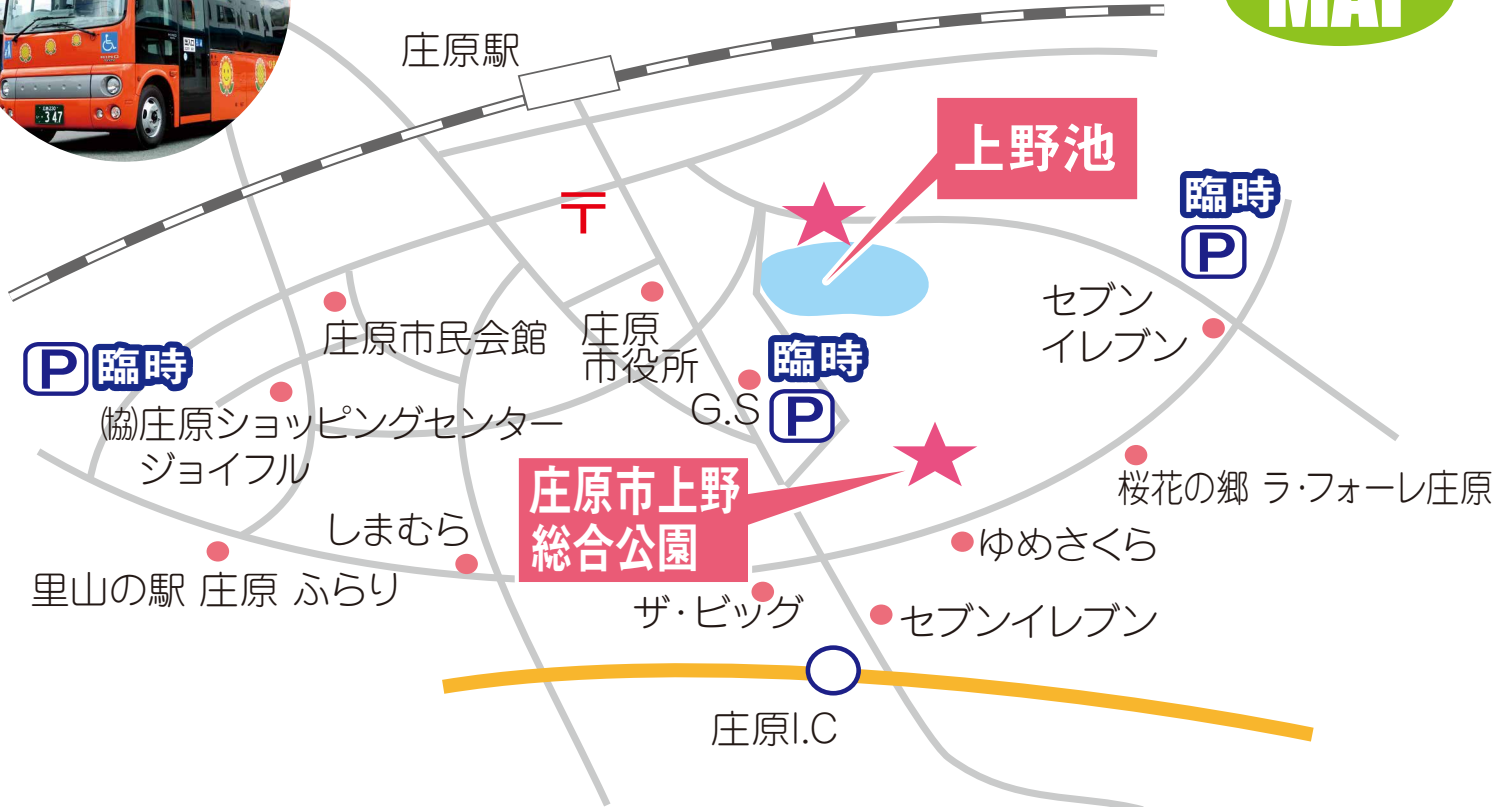 MAP
庄原駅
347
〒
上野池
臨時
P
セブン
イレブン
庄原市民会館
庄原
市役所
臨時
P
G.S
P 臨時
㈿庄原ショッピングセンター
ジョイフル
庄原市上野
総合公園
桜花の郷 ラ・フォーレ庄原
しまむら
ゆめさくら
里山の駅 庄原 ふらり
ザ・ビッグ
セブンイレブン
庄原I.C